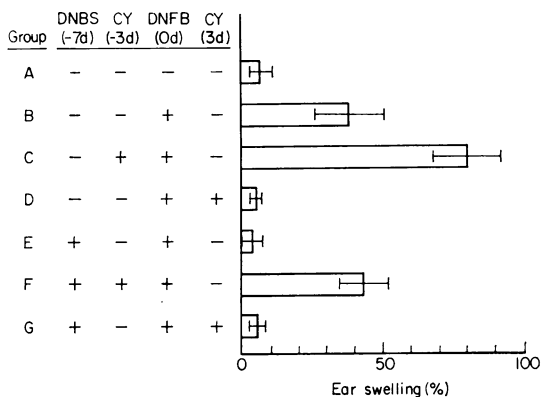 DNBS CY DNFB CY
Group (-7d) (-3d) (0d) (3d)
A − − − −
B − − + −
C − + + −
D − − + +
E + − + −
F + + + −
G + − + +
0 50 100
Ear swelling (%)